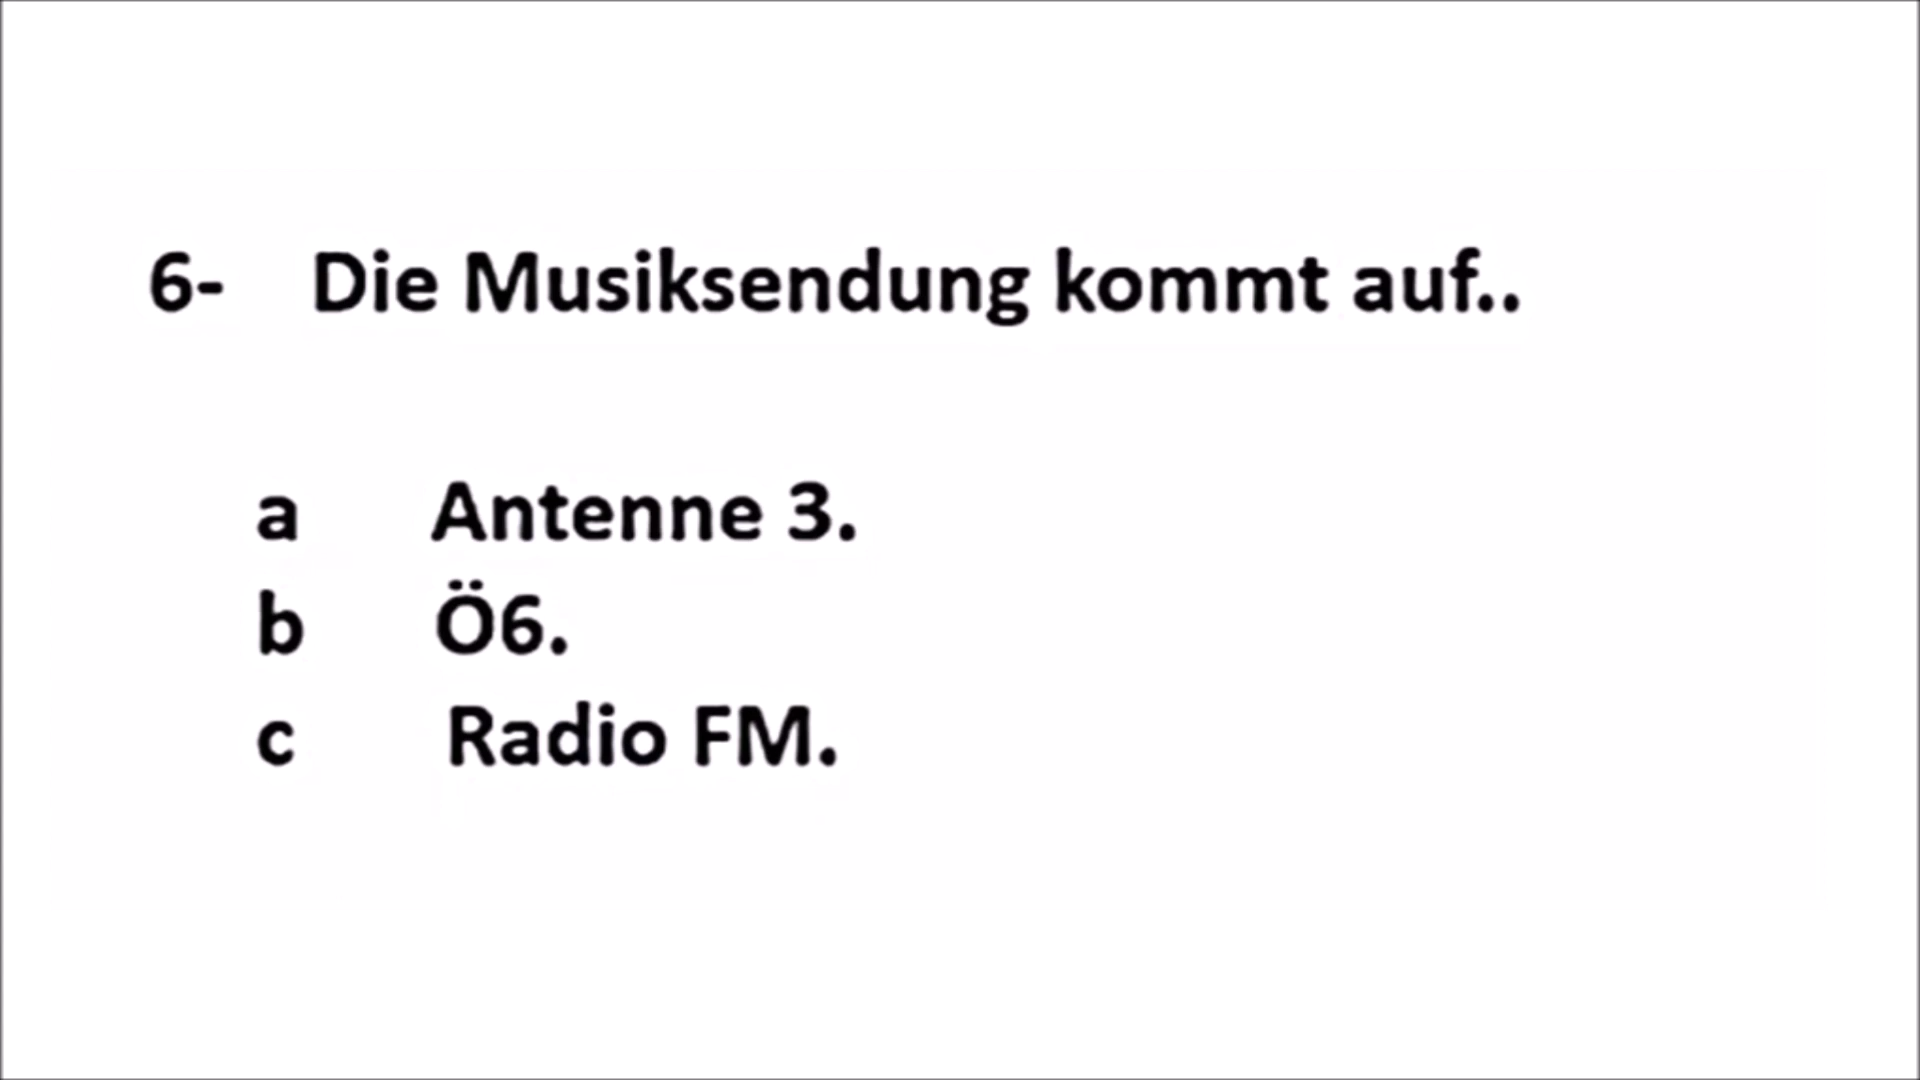 6- Die Musiksendung kommt auf..
a Antenne 3.
b Ö6.
c Radio FM.